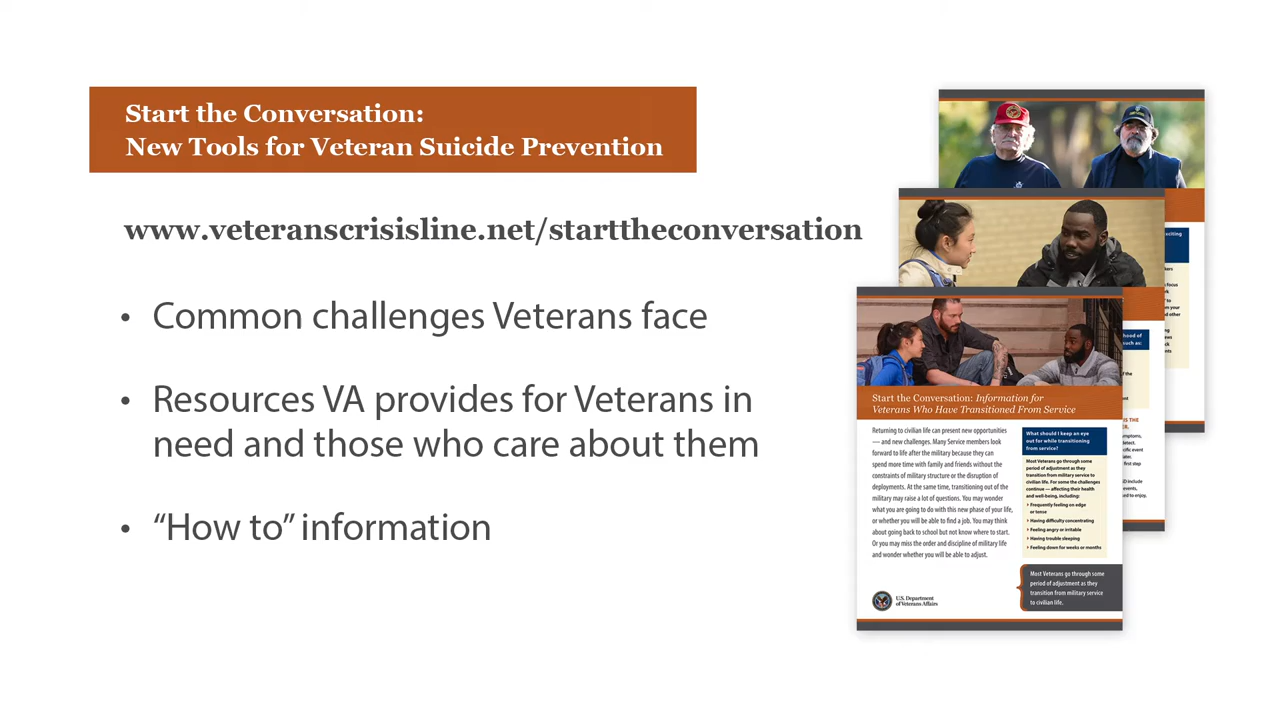 Start the Conversation:
New Tools for Veteran Suicide Prevention
www.veteranscrisisline.net/starttheconversation
• Common challenges Veterans face
• Resources VA provides for Veterans in
need and those who care about them
• “How to” information
Start the Conversation: Information for
Veterans Who Have Transitioned From Service
Returning to civilian life can present new opportunities
— and new challenges. Many Service members look
forward to life after the military because they can
spend more time with family and friends without the
constraints of military structure or the disruption of
deployments. At the same time, transitioning out of the
military may raise a lot of questions. You may wonder
what you are going to do with this new phase of your life,
or whether you will be able to find a job. You may think
about going back to school but not know where to start.
Or you may miss the order and discipline of military life
and wonder whether you will be able to adjust.
What should I keep an eye
out for while transitioning
from service?
Most Veterans go through some
period of adjustment as they
transition from military service to
civilian life. For some the challenges
continue — affecting their health
and well-being, including:
Frequently feeling on edge
or tense
Having difficulty concentrating
Feeling angry or irritable
Having trouble sleeping
Feeling down for weeks or months
Most Veterans go through some
period of adjustment as they
transition from military service
to civilian life.
U.S. Department
of Veterans Affairs